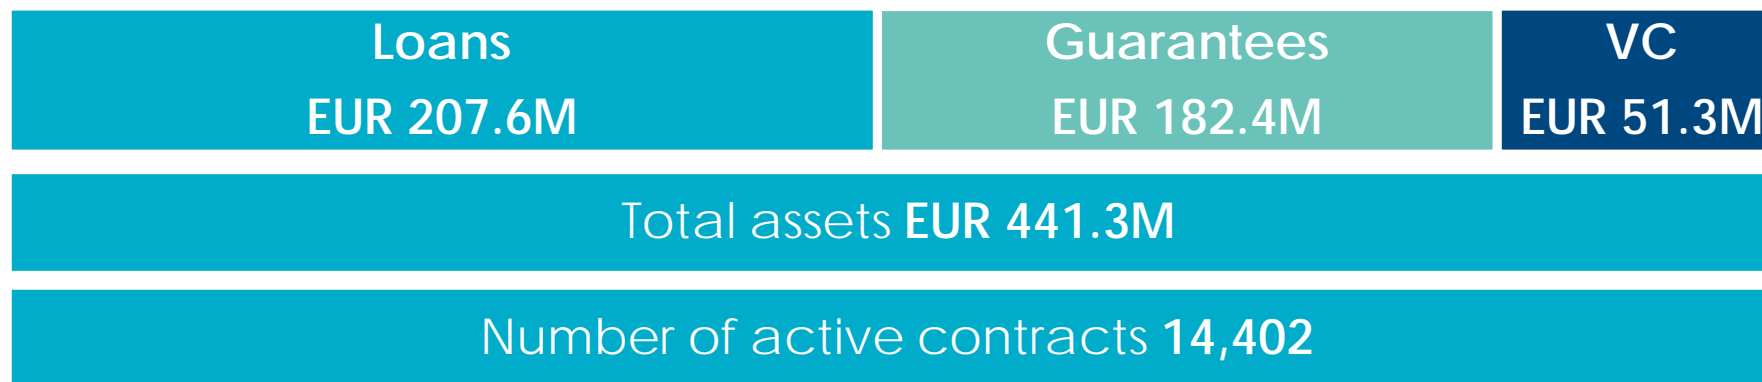 Loans
EUR 207.6M
Guarantees
EUR 182.4M
VC
EUR 51.3M
Total assets EUR 441.3M
Number of active contracts 14,402